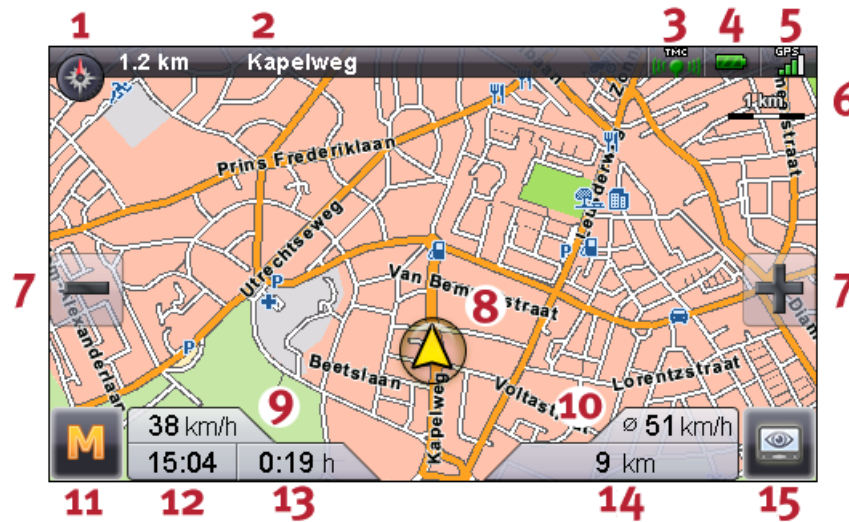 1 2 3 4 5
1.2 km Kapelweg TMC GPS
1 km 6
Prins Frederiklaan
Utrechtseweg
P
7 7
Van Bem straat
8
P
P
Beetslaan
Lorentzstraat
Kapelweg
9 10
38 km/h ⌀ 51 km/h
M 15:04 0:19 h 9 km
11 12 13 14 15